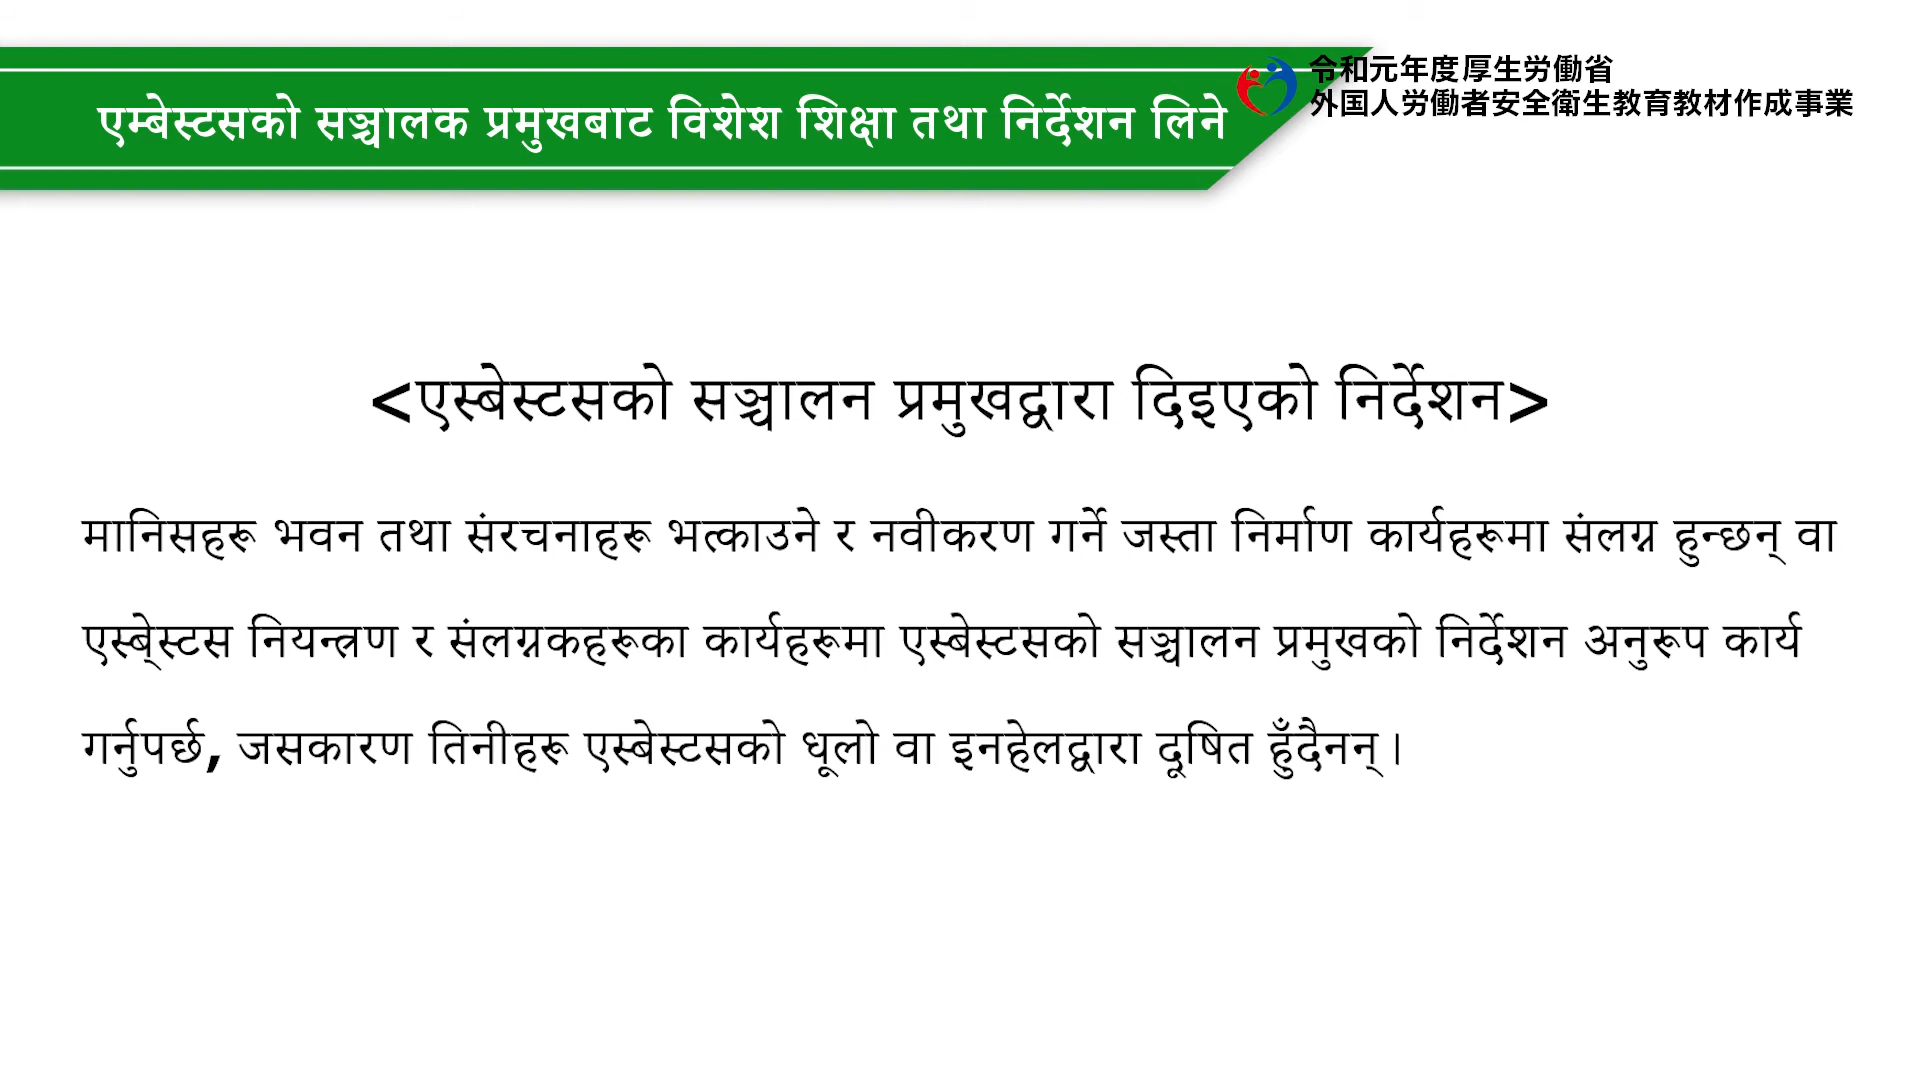 एम्बेस्टसको सञ्चालक प्रमुखबाट विशेश शिक्षा तथा निर्देशन लिने
令和元年度厚生労働省
外国人労働者安全衛生教育教材作成事業
<एस्बेस्टसको सञ्चालन प्रमुखद्वारा दिइएको निर्देशन>
मानिसहरू भवन तथा संरचनाहरू भत्काउने र नवीकरण गर्ने जस्ता निर्माण कार्यहरूमा संलग्न हुन्छन् वा
एस्बे्स्टस नियन्त्रण र संलग्नकहरूका कार्यहरूमा एस्बेस्टसको सञ्चालन प्रमुखको निर्देशन अनुरूप कार्य
गर्नुपर्छ, जसकारण तिनीहरू एस्बेस्टसको धूलो वा इनहेलद्वारा दूषित हुँदैनन्।